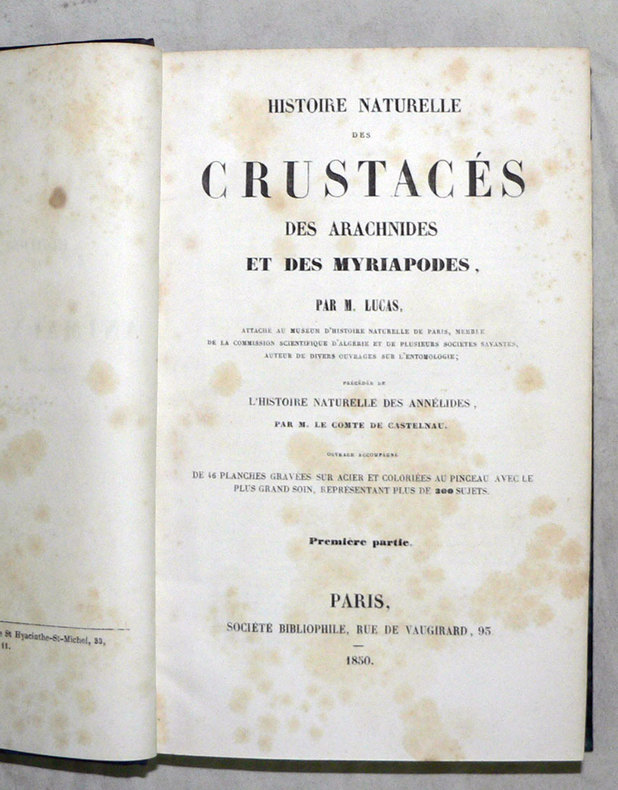 St Hyacinthe-St-Michel, 33,
11.
HISTOIRE NATURELLE
DES
CRUSTACÉS
DES ARACHNIDES
ET DES MYRIAPODES,
PAR M. LUCAS,
ATTACHÉ AU MUSEUM D'HISTOIRE NATURELLE DE PARIS, MEMBRE
DE LA COMMISSION SCIENTIFIQUE D'ALGÉRIE ET DE PLUSIEURS SOCIETES SAVANTES,
AUTEUR DE DIVERS OUVRAGES SUR L'ENTOMOLOGIE;
PRÉCÉDÉE DE
L'HISTOIRE NATURELLE DES ANNÉLIDES,
PAR M. LE COMTE DE CASTELNAU.
OUVRAGE ACCOMPAGNÉ
DE 46 PLANCHES GRAVÉES SUR ACIER ET COLORIÉES AU PINCEAU AVEC LE
PLUS GRAND SOIN, REPRÉSENTANT PLUS DE 300 SUJETS.
Première partie.
PARIS,
SOCIÉTÉ BIBLIOPHILE, RUE DE VAUGIRARD, 95
1850.